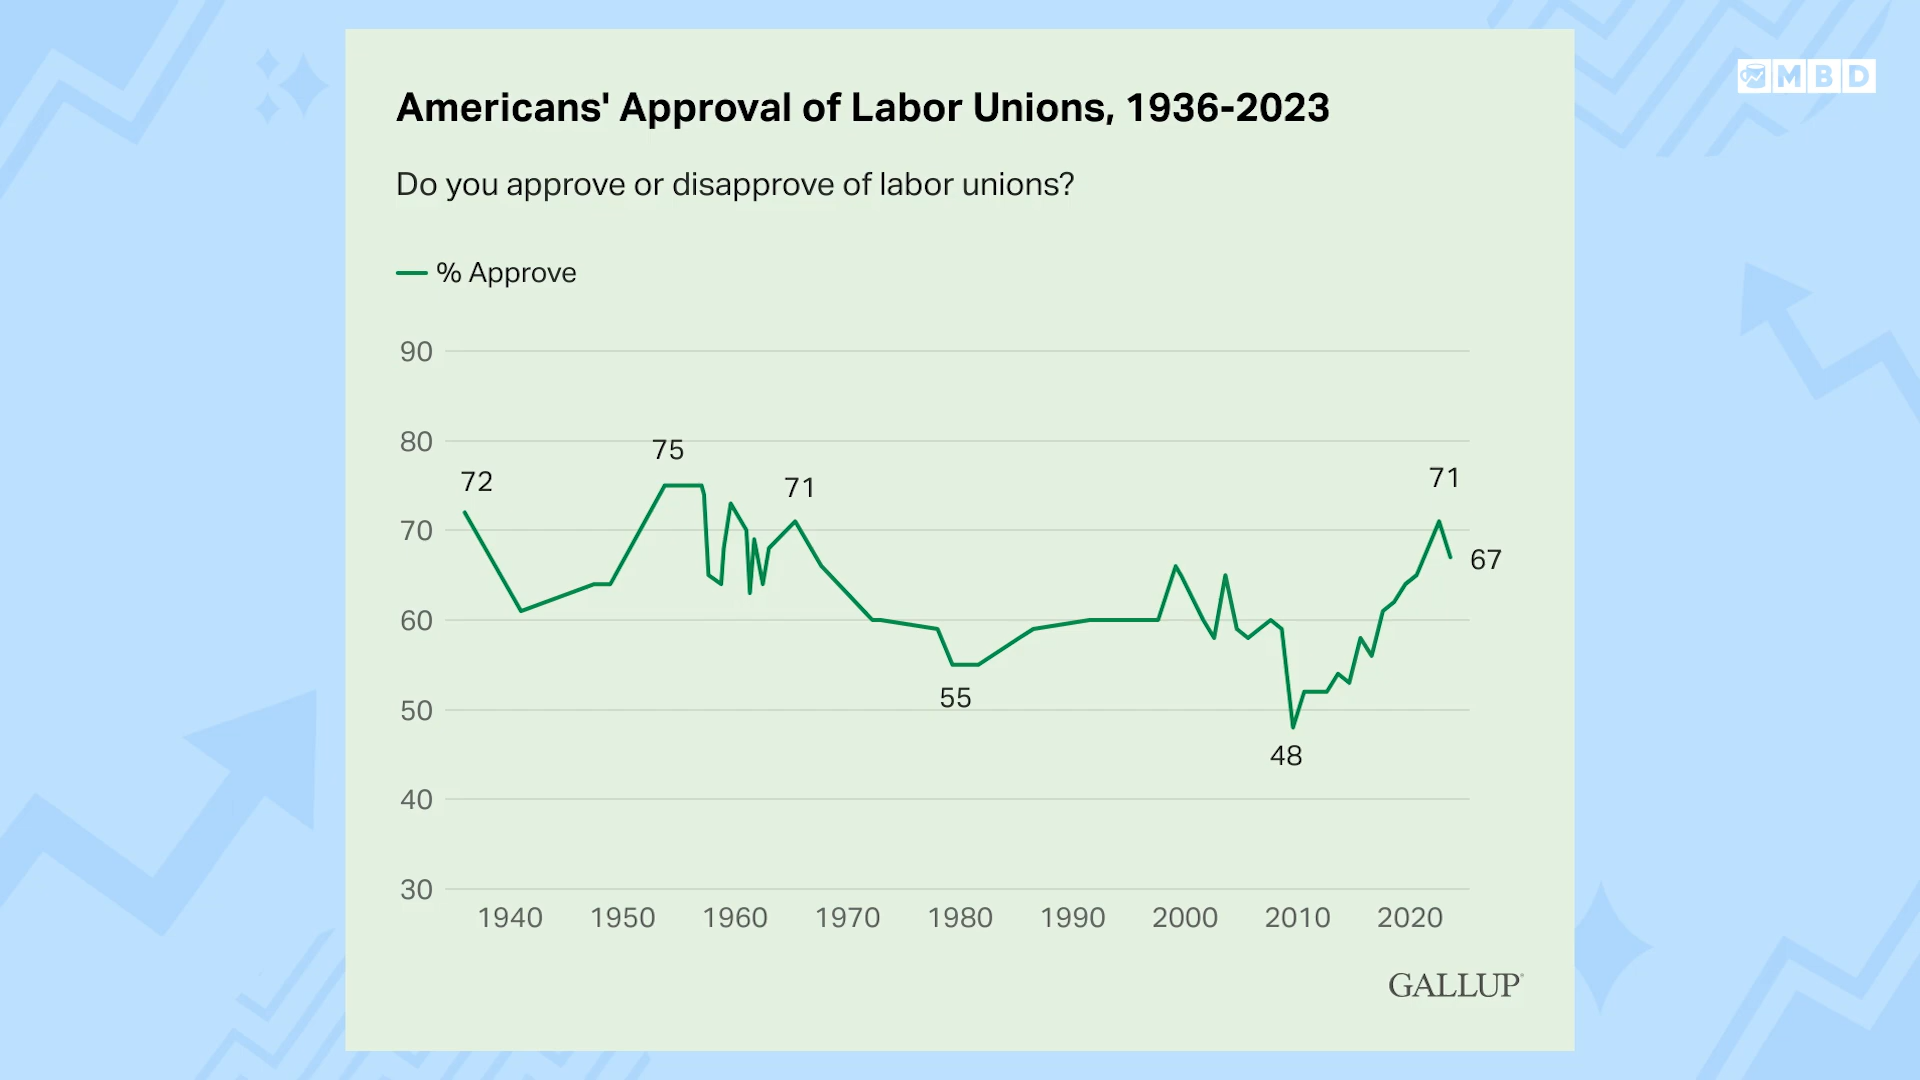 MBD
Americans' Approval of Labor Unions, 1936-2023
Do you approve or disapprove of labor unions?
% Approve
90
80
70
60
50
40
30
72
75
71
55
48
71
67
1940 1950 1960 1970 1980 1990 2000 2010 2020
GALLUP®